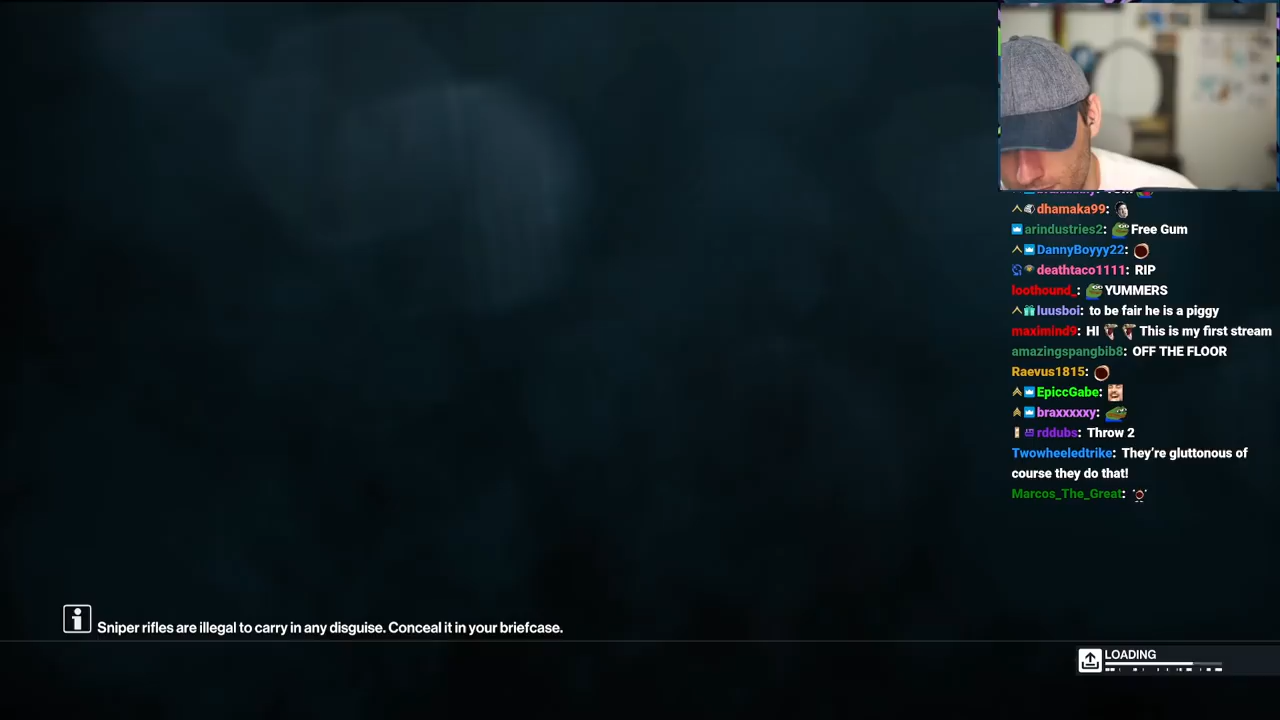 dhamaka99:
arindustries2: Free Gum
DannyBoyyy22:
deathtaco1111: RIP
loothound_: YUMMERS
luusboi: to be fair he is a piggy
maximind9: HI This is my first stream
amazingspangbib8: OFF THE FLOOR
Raevus1815:
EpiccGabe:
braxxxxxy:
rddubs: Throw 2
Twowheeledtrike: They're gluttonous of
course they do that!
Marcos_The_Great:
Sniper rifles are illegal to carry in any disguise. Conceal it in your briefcase.
LOADING